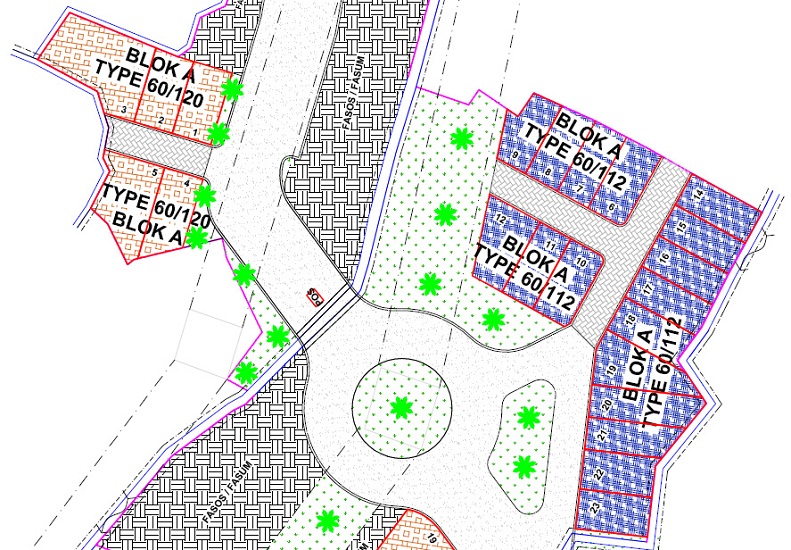 BLOK A
TYPE 60/120
3
2
1
5
4
TYPE 60/120
BLOK A
FASOS / FASUM
BLOK A
TYPE 60/112
9
8
7
6
12
11
10
BLOK A
TYPE 60/112
14
15
16
17
18
19
20
21
22
23
BLOK A
TYPE 60/112
POS
FASOS / FASUM
19